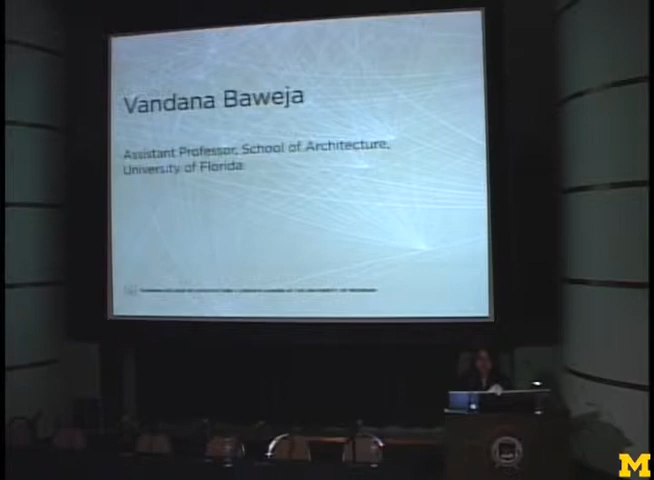 Vandana Baweja
Assistant Professor, School of Architecture,
University of Florida
M